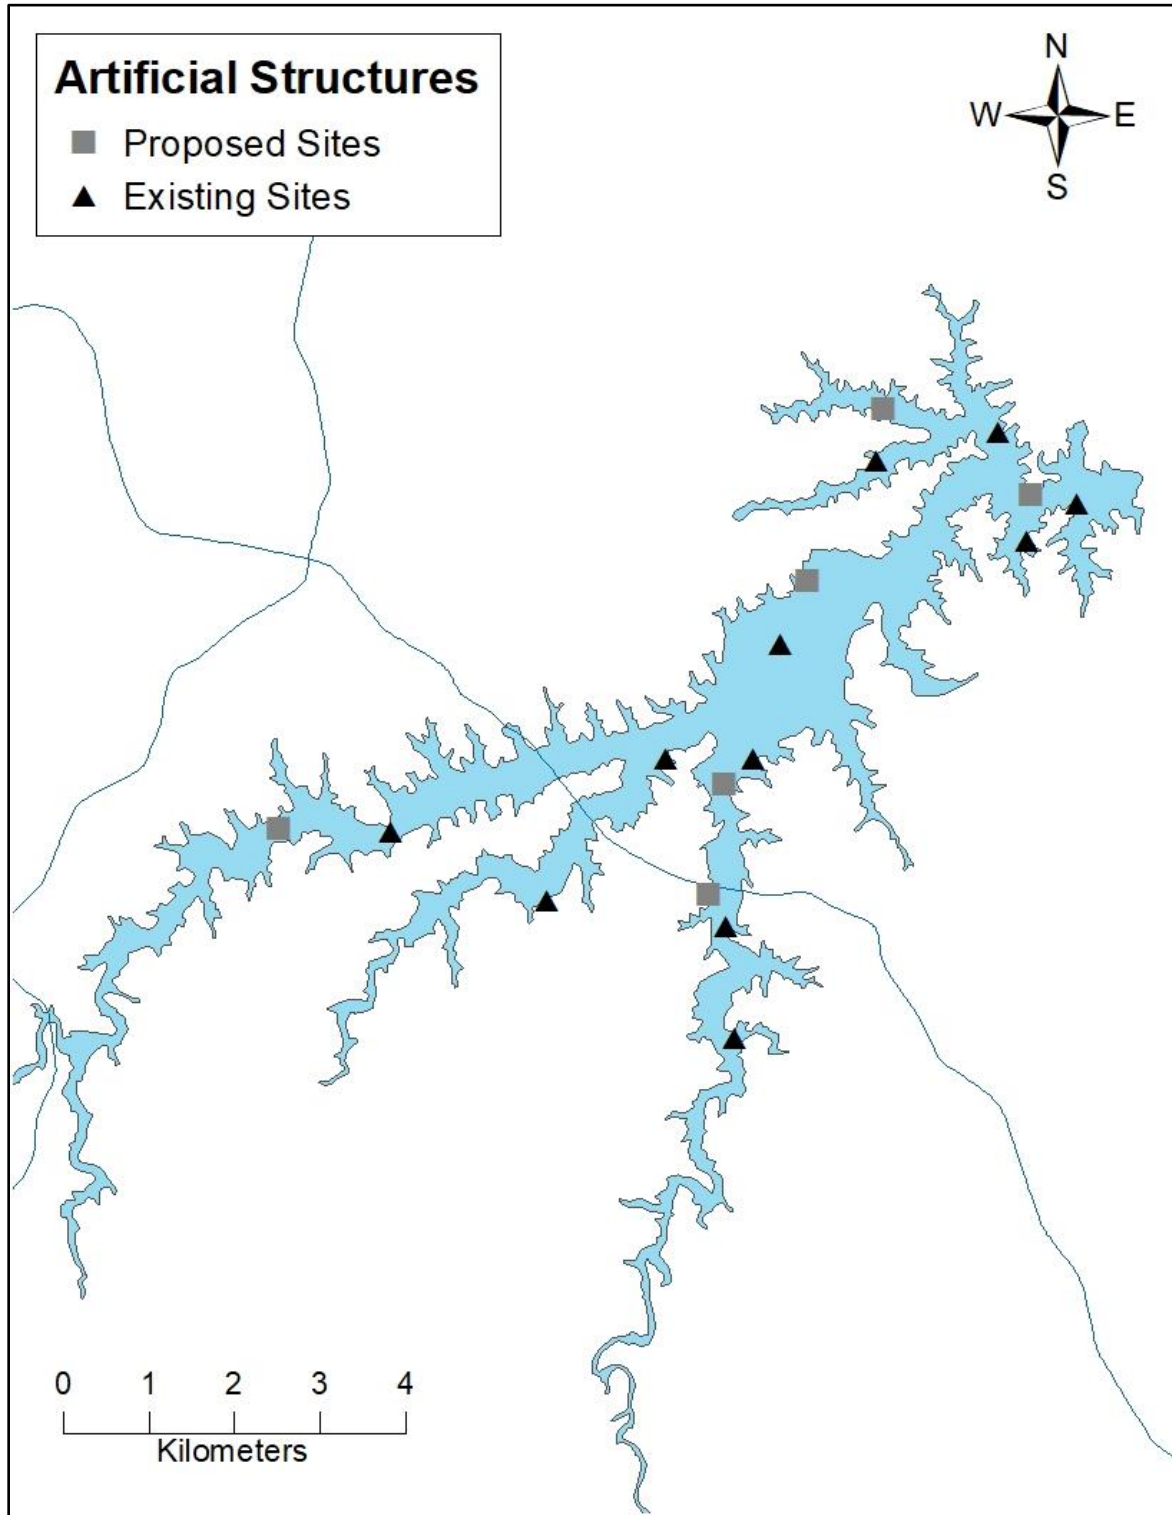 Artificial Structures
Proposed Sites
Existing Sites
N
W E
S
0 1 2 3 4
Kilometers